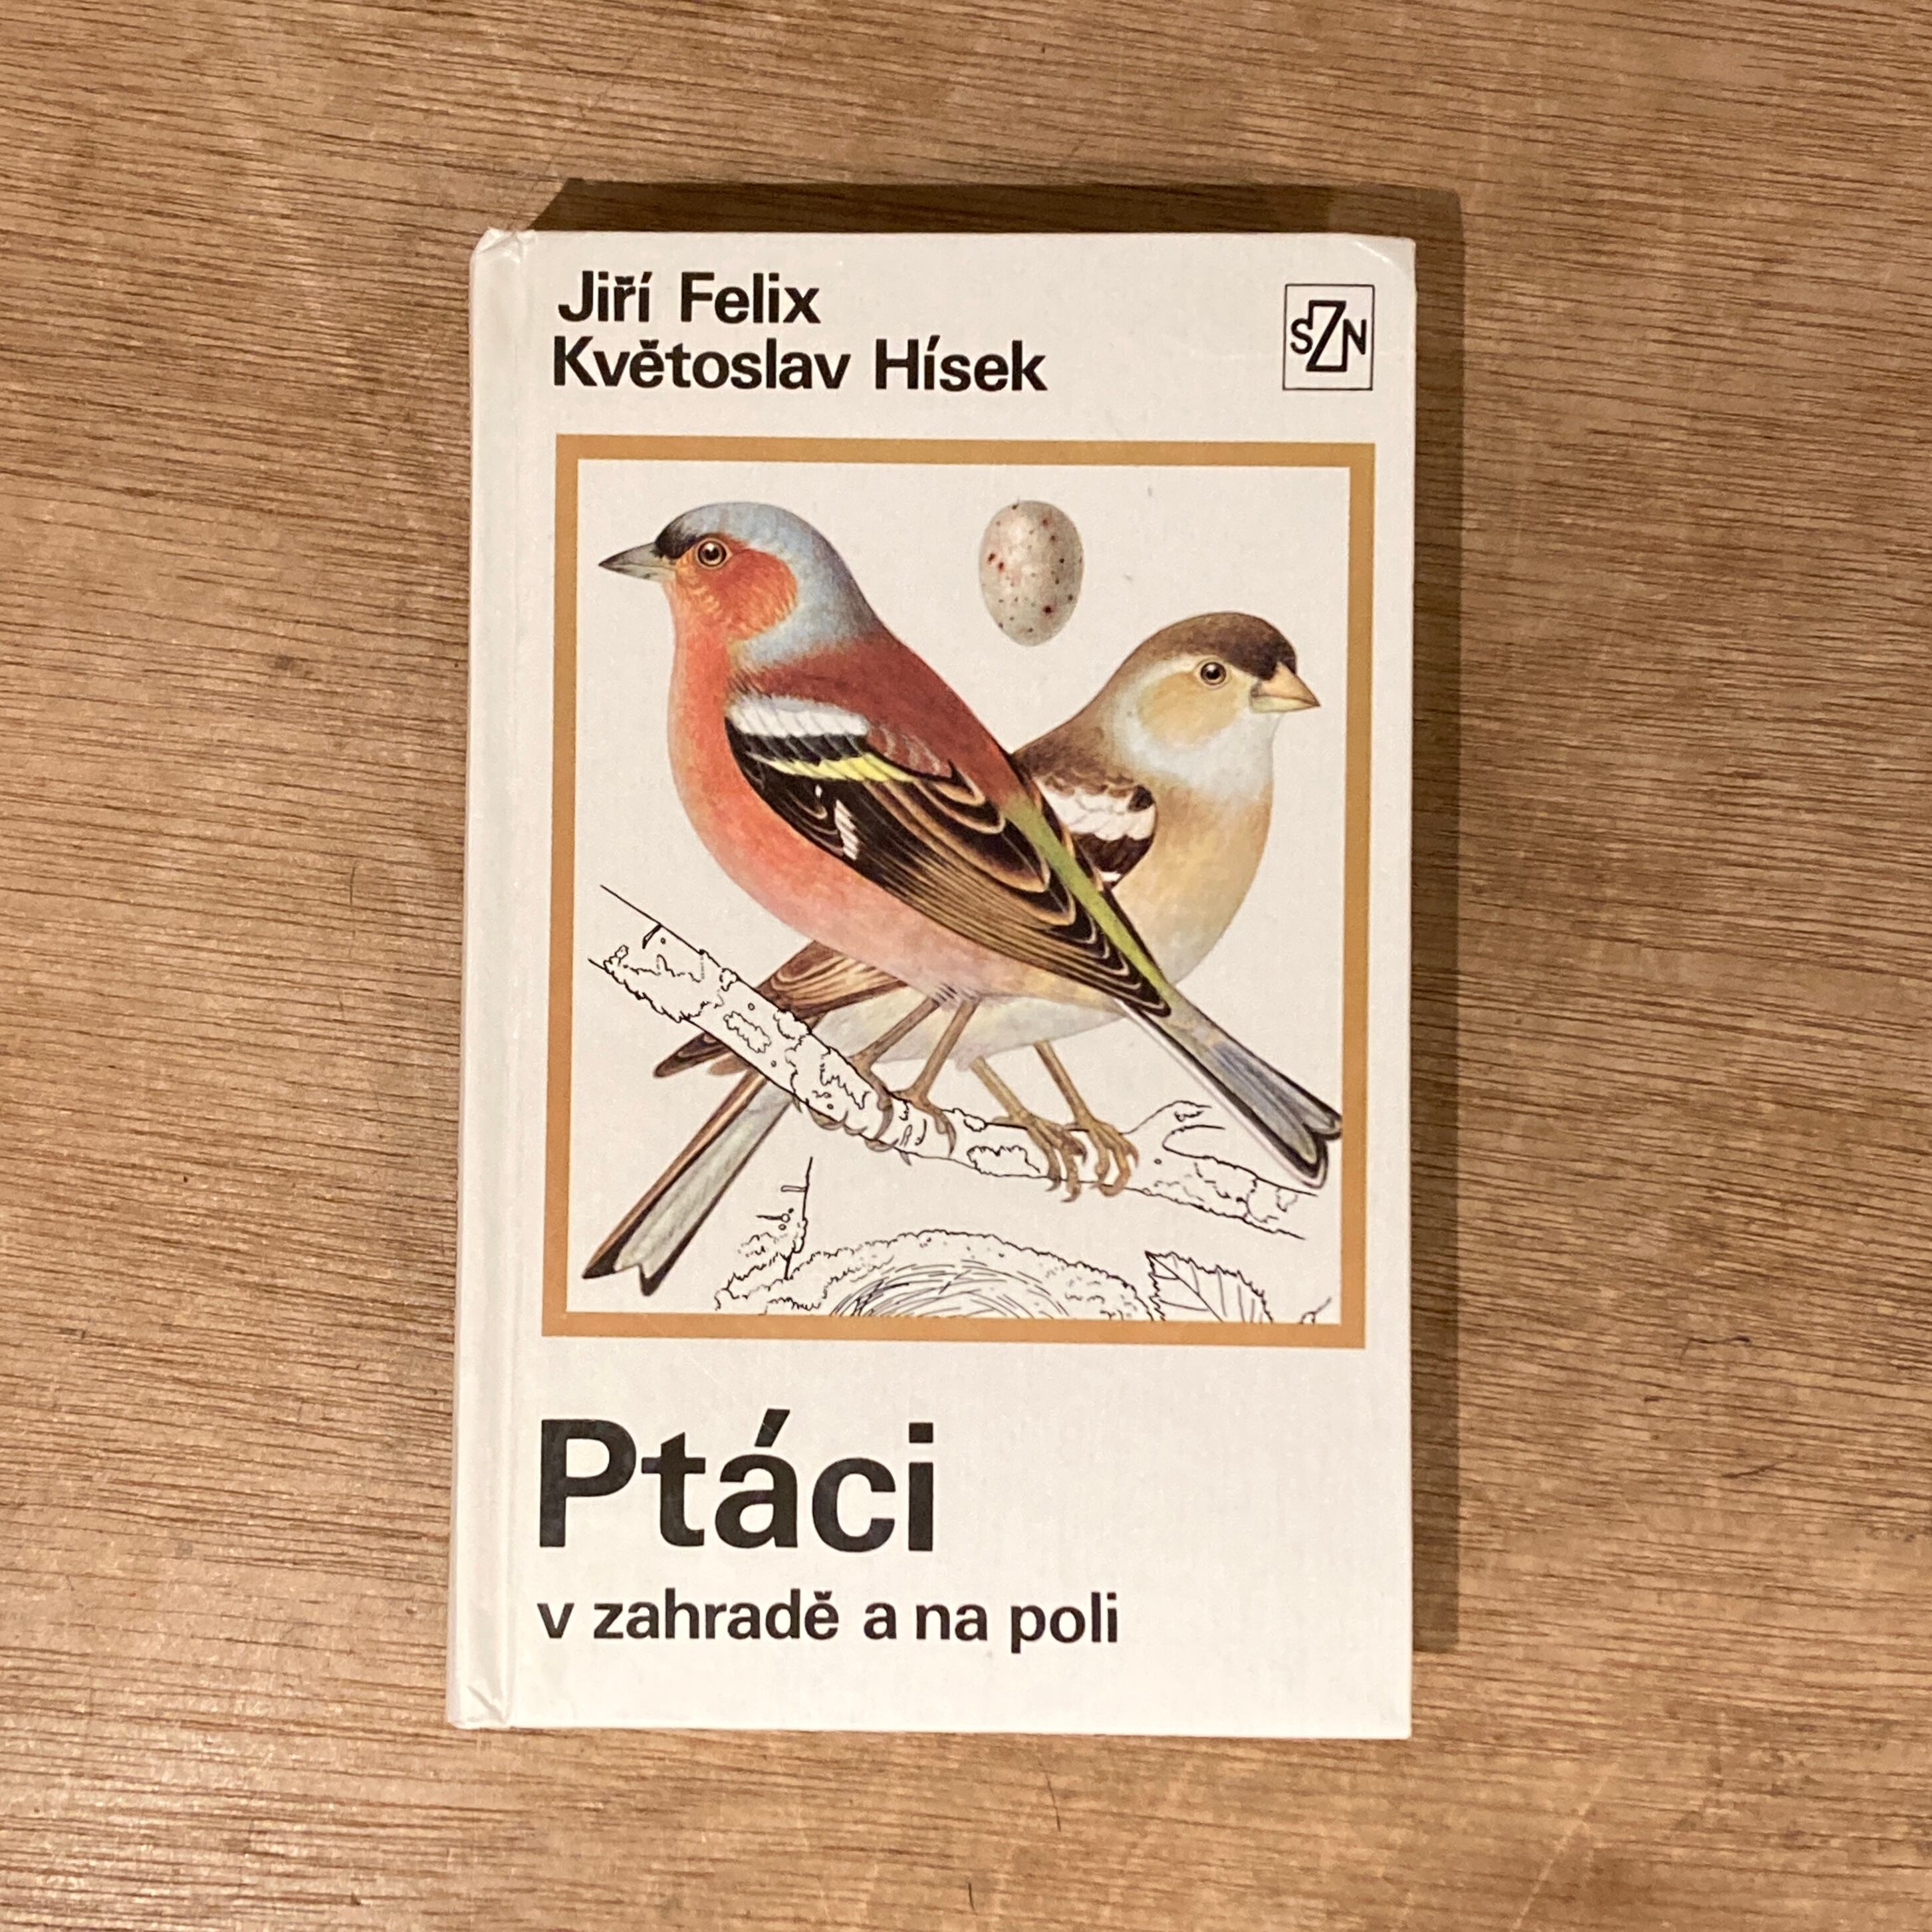 Jiří Felix
Květoslav Hísek
SZN
Ptáci
v zahradě a na poli